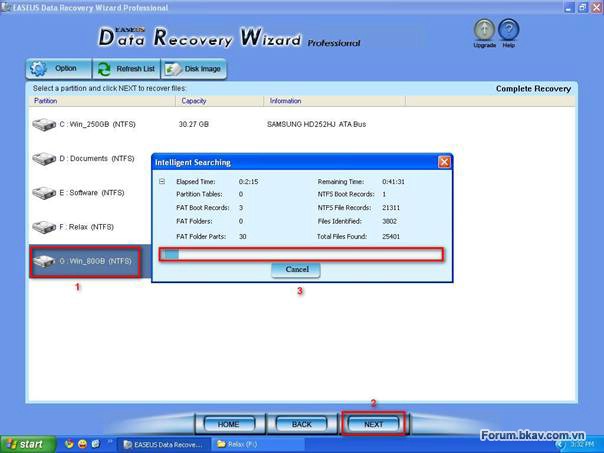 EASEUS Data Recovery Wizard Professional
EASEUS
Data Recovery Wizard Professional
Upgrade Help
Option Refresh List Disk Image
Select a partition and click NEXT to recover files: Complete Recovery
Partition Capacity Information
C : Win_250GB (NTFS) 30.27 GB SAMSUNG HD252HJ ATA Bus
D : Documents (NTFS)
E : Software (NTFS)
F : Relax (NTFS)
G : Win_80GB (NTFS)
1
Intelligent Searching
Elapsed Time: 0:2:15 Remaining Time: 0:41:31
Partition Tables: 0 NTFS Boot Records: 1
FAT Boot Records: 3 NTFS File Records: 21311
FAT Folders: 0 Files Identified: 3802
FAT Folder Parts: 30 Total Files Found: 25401
Cancel
3
2
HOME BACK NEXT
Forum.bkav.com.vn
start EASEUS Data Recove... Relax (F:) 3:32 PM